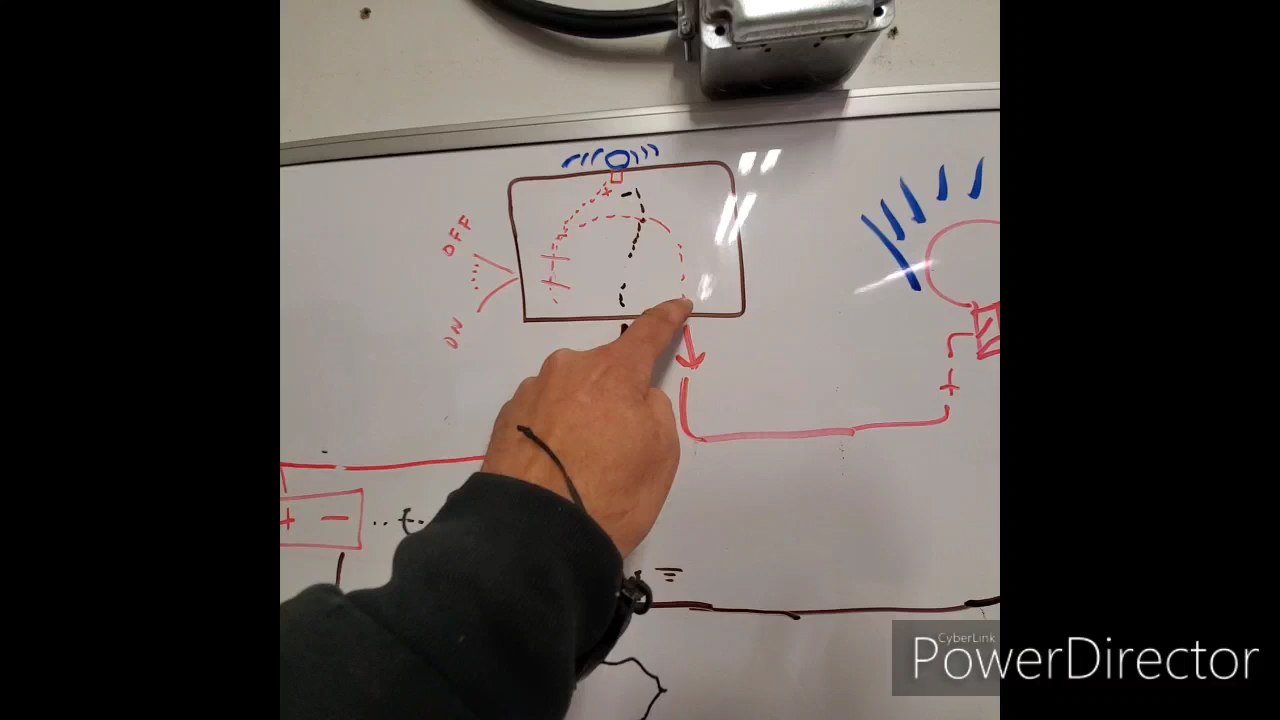 OFF
ON
+ −
+
CyberLink
PowerDirector